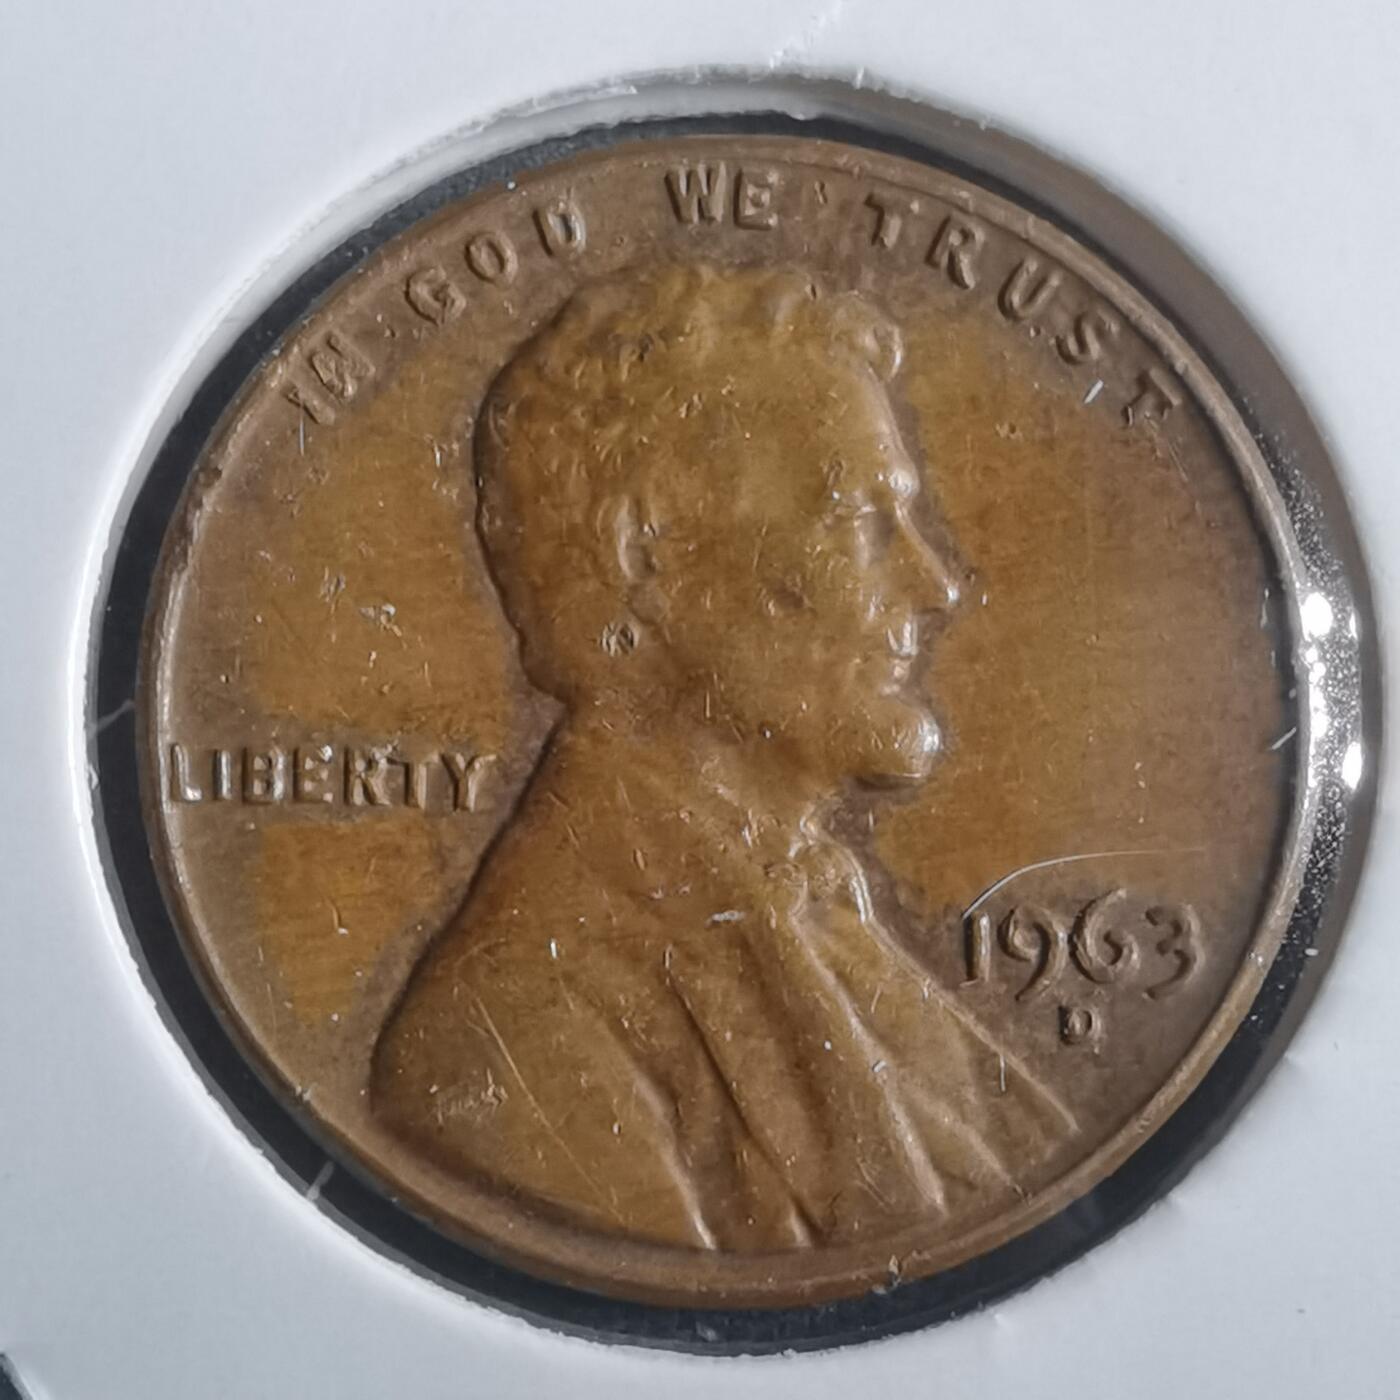 IN GOD WE TRUST
LIBERTY
1963
D